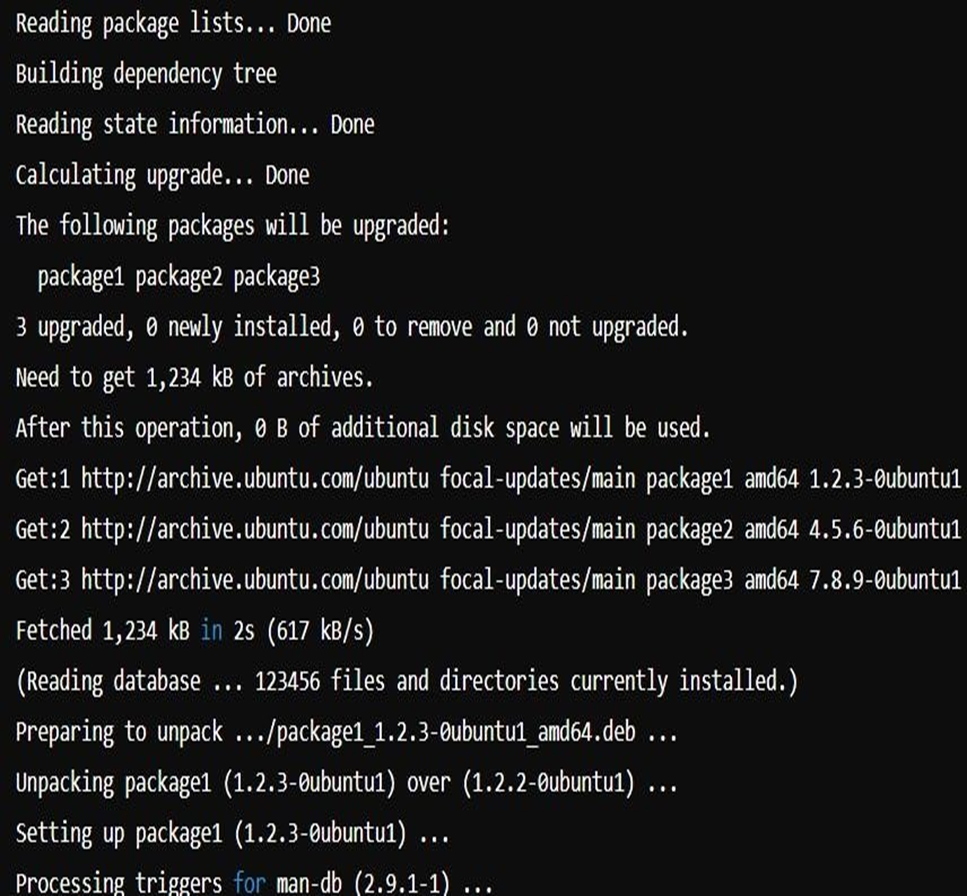 Reading package lists... Done
Building dependency tree
Reading state information... Done
Calculating upgrade... Done
The following packages will be upgraded:
  package1 package2 package3
3 upgraded, 0 newly installed, 0 to remove and 0 not upgraded.
Need to get 1,234 kB of archives.
After this operation, 0 B of additional disk space will be used.
Get:1 http://archive.ubuntu.com/ubuntu focal-updates/main package1 amd64 1.2.3-0ubuntu1
Get:2 http://archive.ubuntu.com/ubuntu focal-updates/main package2 amd64 4.5.6-0ubuntu1
Get:3 http://archive.ubuntu.com/ubuntu focal-updates/main package3 amd64 7.8.9-0ubuntu1
Fetched 1,234 kB in 2s (617 kB/s)
(Reading database ... 123456 files and directories currently installed.)
Preparing to unpack .../package1_1.2.3-0ubuntu1_amd64.deb ...
Unpacking package1 (1.2.3-0ubuntu1) over (1.2.2-0ubuntu1) ...
Setting up package1 (1.2.3-0ubuntu1) ...
Processing triggers for man-db (2.9.1-1) ...